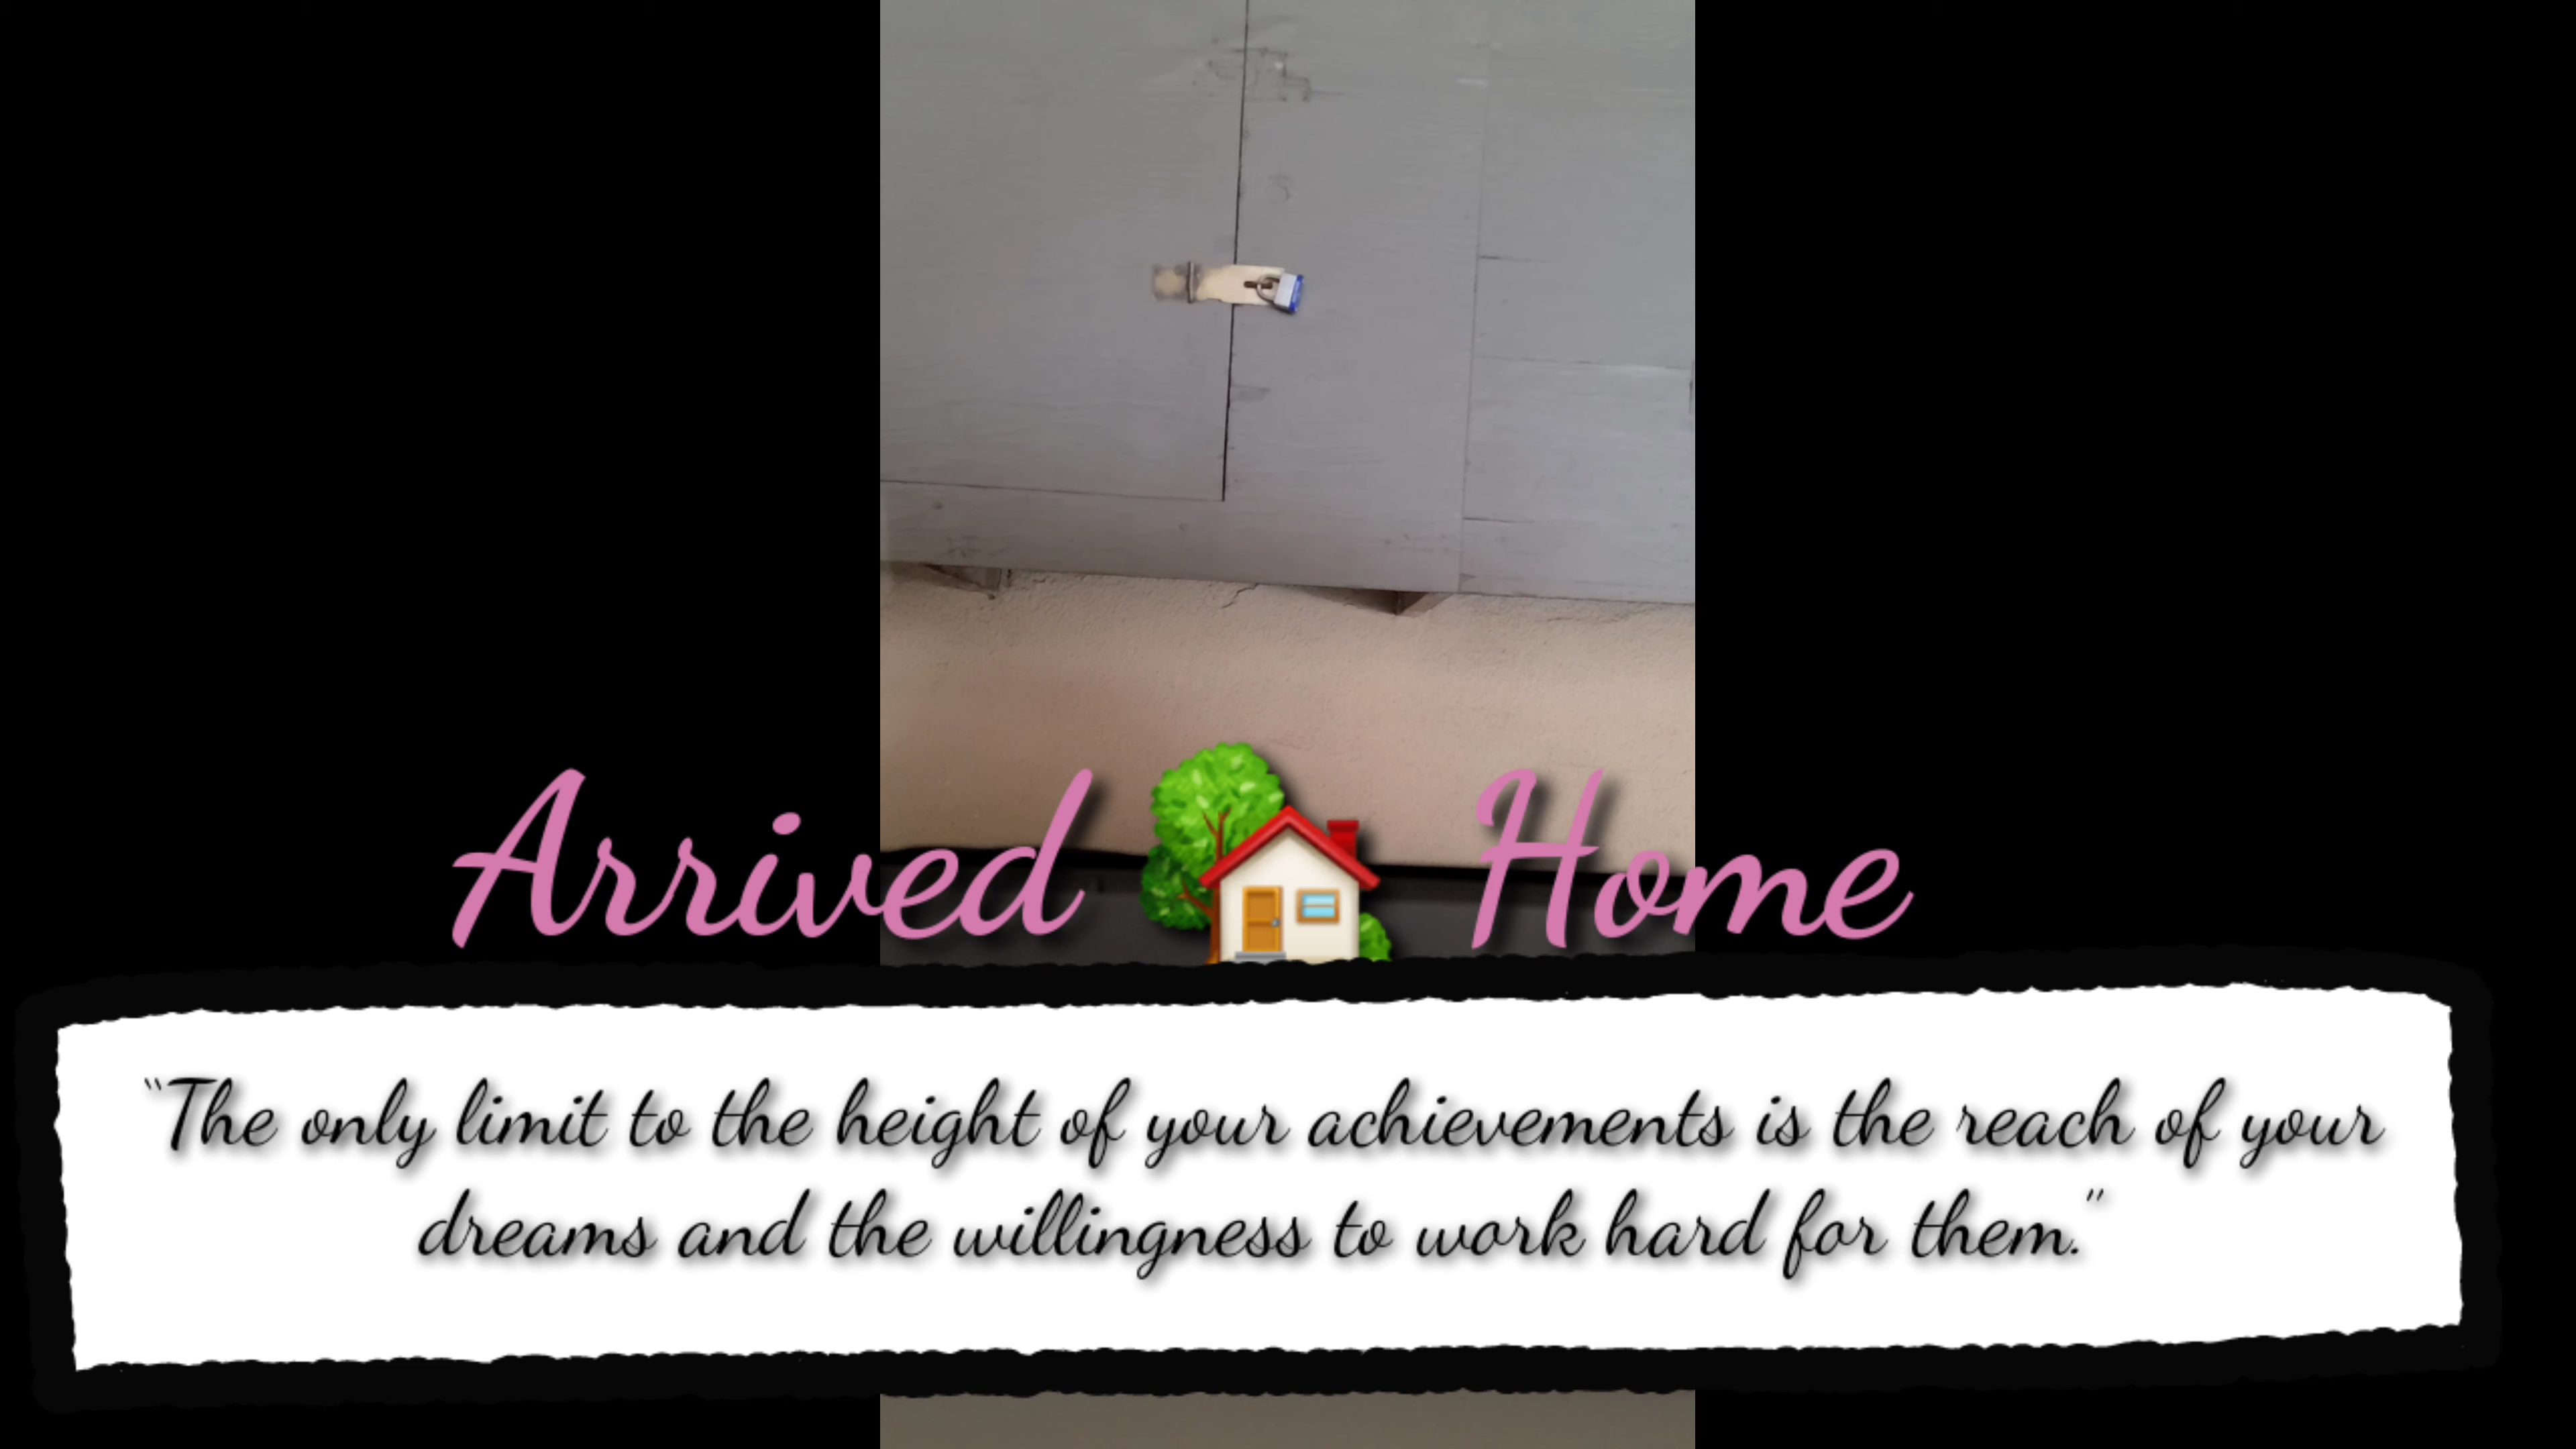 Arrived 🏡 Home
“The only limit to the height of your achievements is the reach of your
dreams and the willingness to work hard for them.”